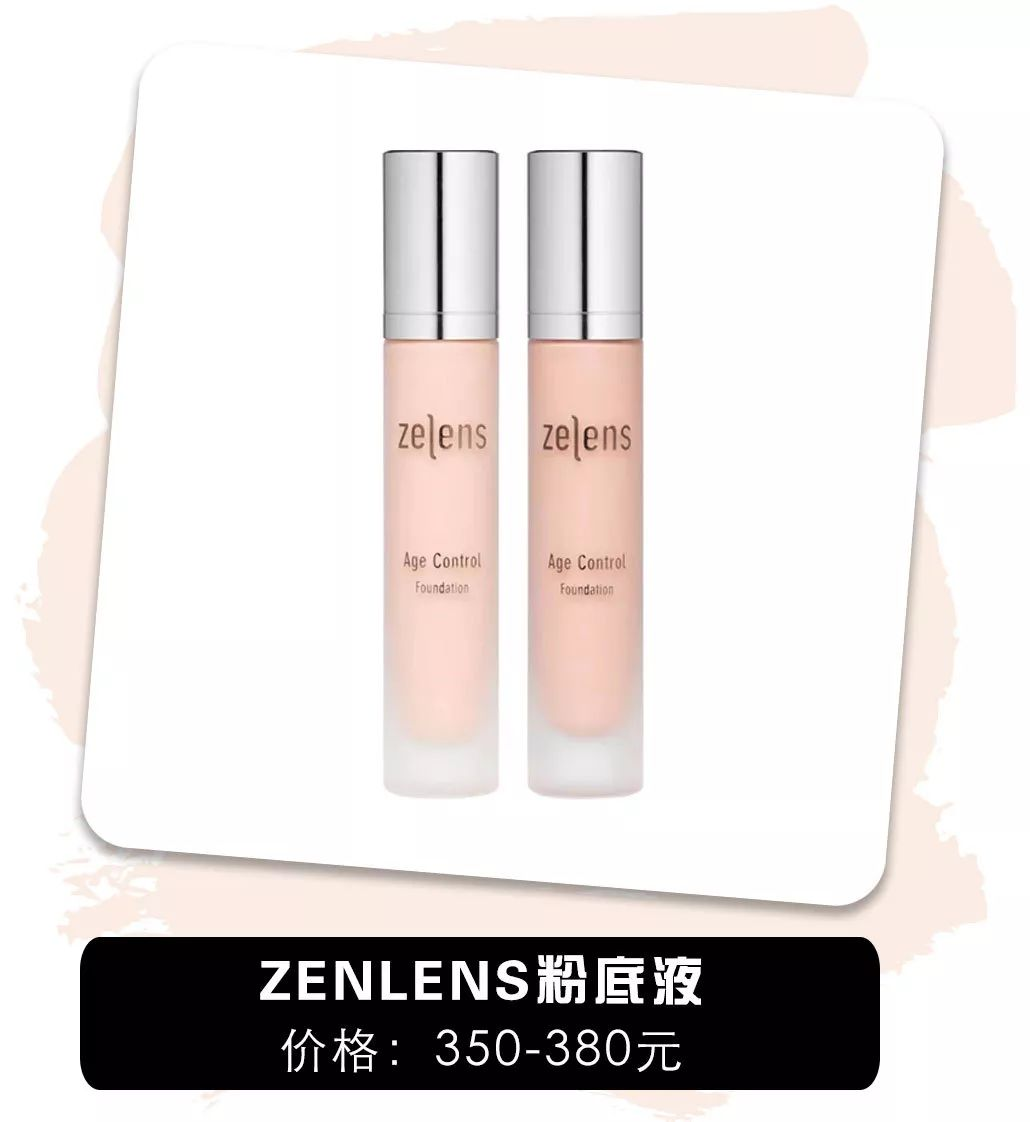 zelens
Age Control
Foundation
zelens
Age Control
Foundation
ZENLENS粉底液
价格：350-380元